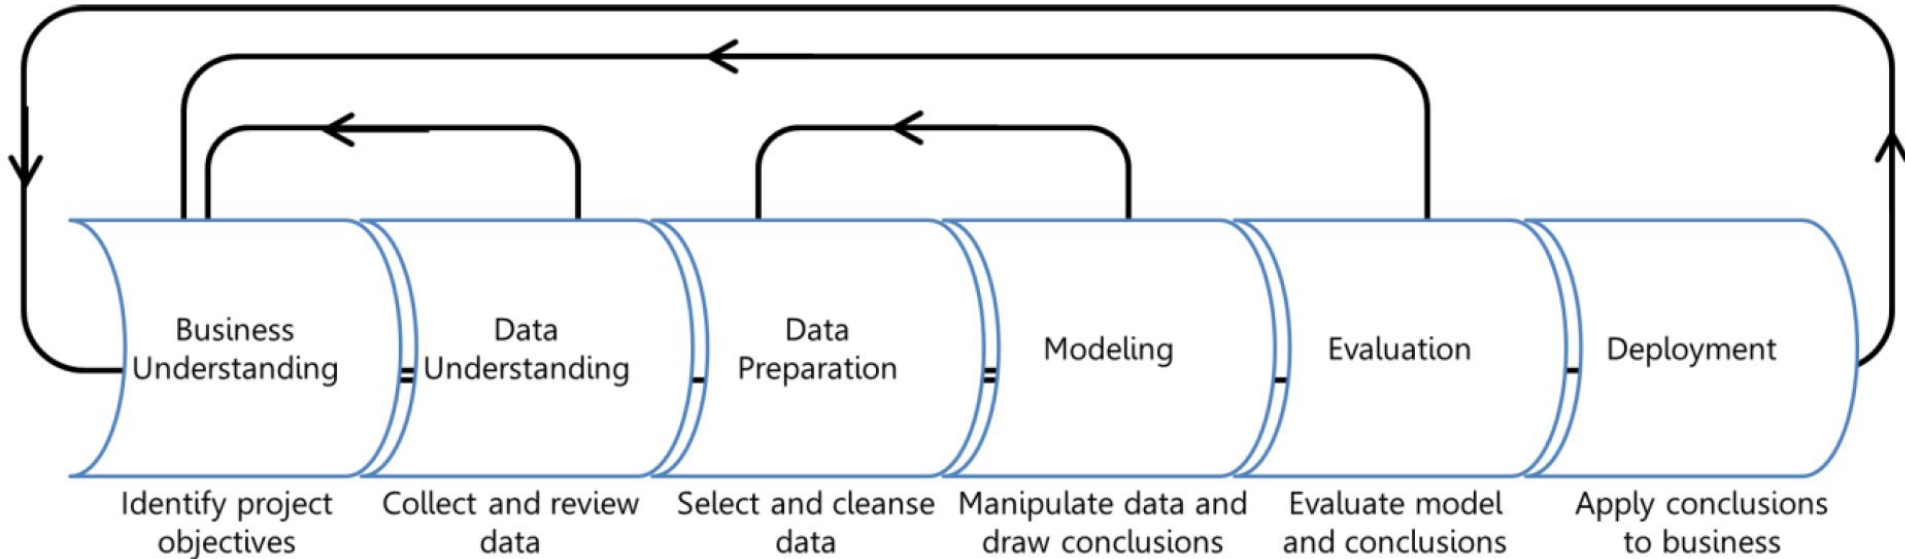 Business
Understanding
Data
Understanding
Data
Preparation
Modeling
Evaluation
Deployment
Identify project
objectives
Collect and review
data
Select and cleanse
data
Manipulate data and
draw conclusions
Evaluate model
and conclusions
Apply conclusions
to business